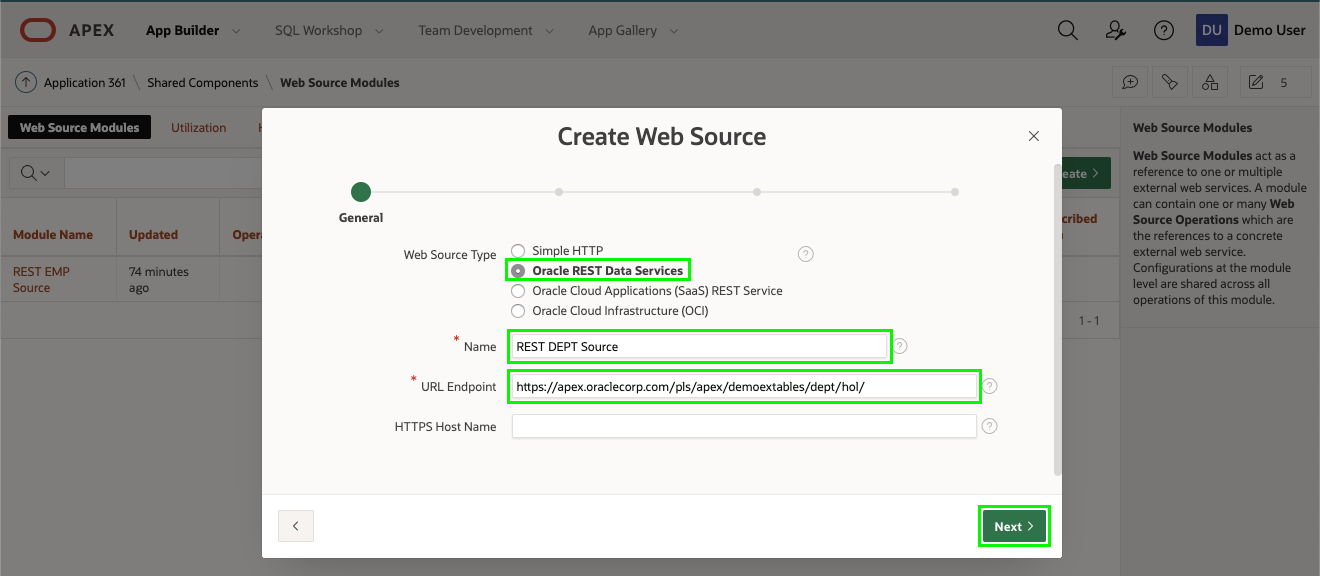 APEX App Builder SQL Workshop Team Development App Gallery DU Demo User
Application 361 \ Shared Components \ Web Source Modules 5
Web Source Modules Utilization
Create Web Source
General
Web Source Type
Simple HTTP
Oracle REST Data Services
Oracle Cloud Applications (SaaS) REST Service
Oracle Cloud Infrastructure (OCI)
* Name REST DEPT Source
* URL Endpoint https://apex.oraclecorp.com/pls/apex/demoextables/dept/hol/
HTTPS Host Name
Next
Module Name Updated
REST EMP
Source
74 minutes
ago
1 - 1
Web Source Modules
Web Source Modules act as a
reference to one or multiple
external web services. A module
can contain one or many Web
Source Operations which are
the references to a concrete
external web service.
Configurations at the module
level are shared across all
operations of this module.